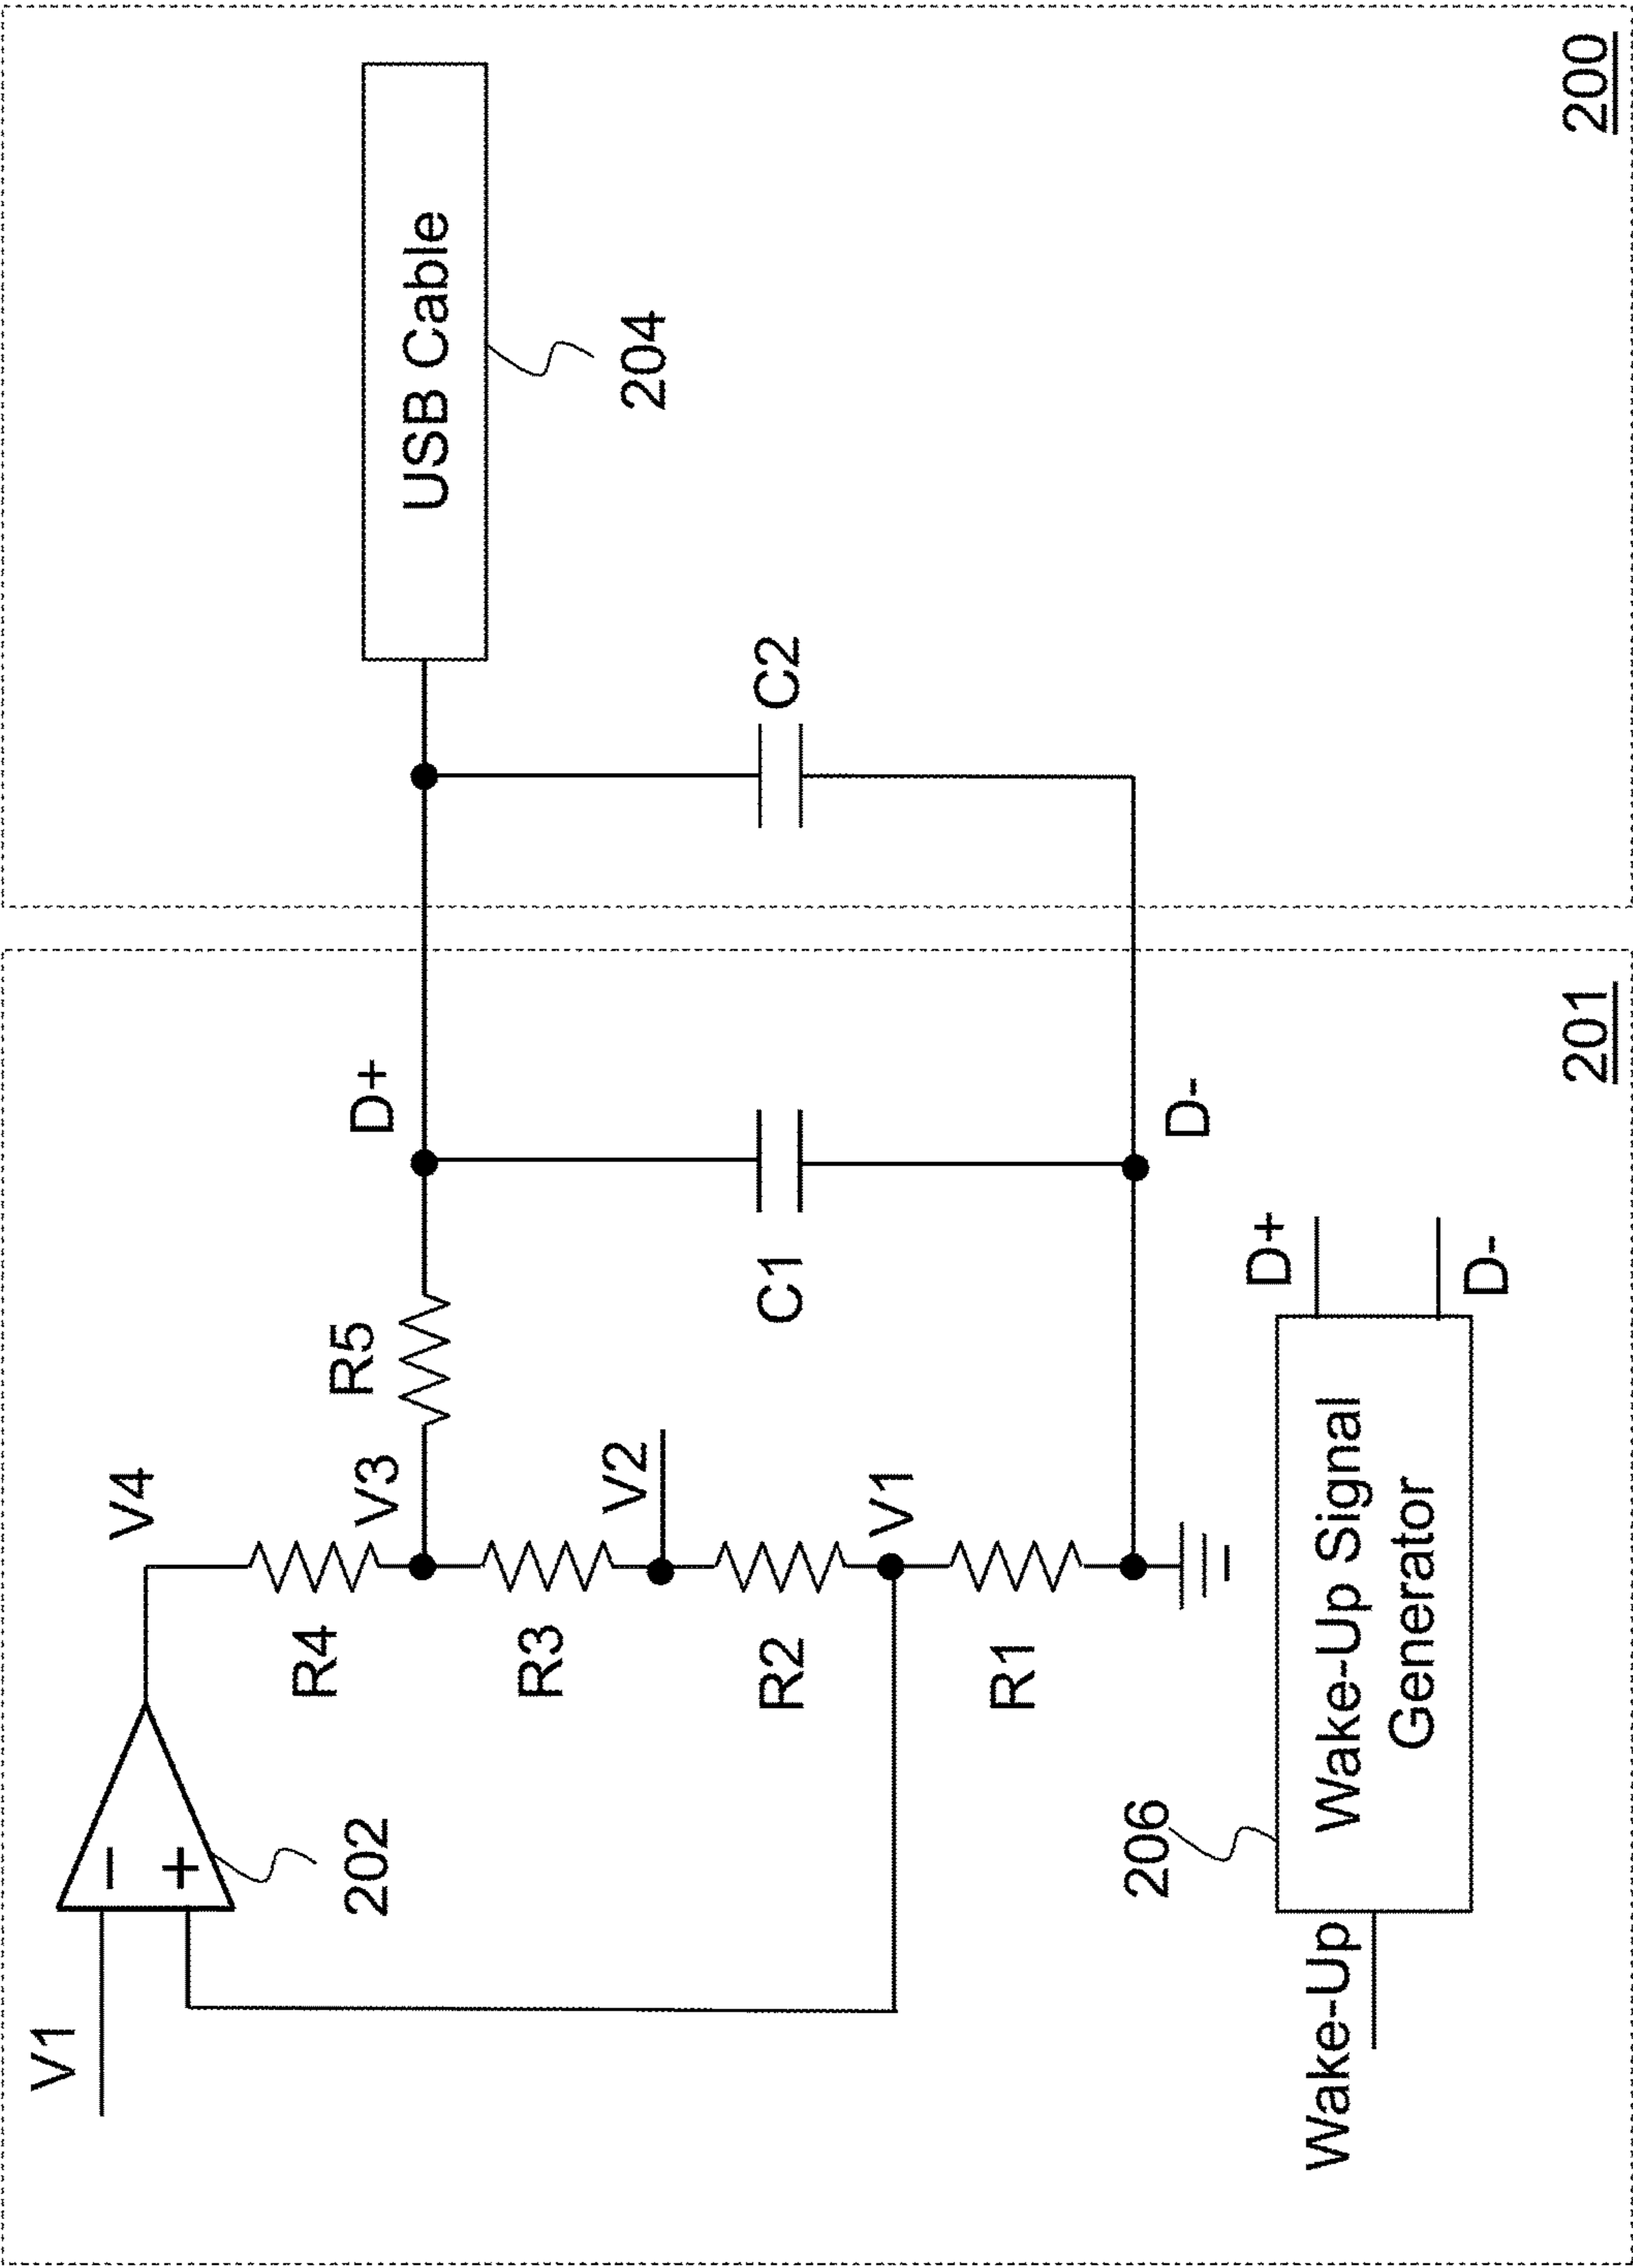 V1
−
+
202
V4
R4
V3
R5
D+
R3
V2
R2
V1
R1
C1
D-
C2
USB Cable
204
Wake-Up
206
Wake-Up Signal
Generator
D+
D-
201
200